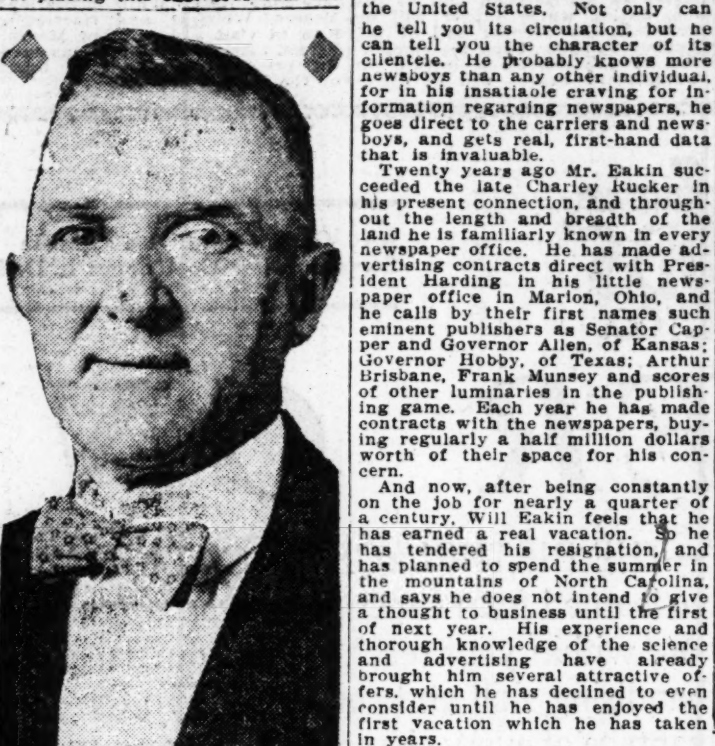 the United States. Not only can
he tell you its circulation, but he
can tell you the character of its
clientele. He probably knows more
newsboys than any other individual,
for in his insatiaole craving for in-
formation regarding newspapers, he
goes direct to the carriers and news-
boys, and gets real, first-hand data
that is invaluable.
Twenty years ago Mr. Eakin suc-
ceeded the late Charley Rucker in
his present connection, and through-
out the length and breadth of the
land he is familiarly known in every
newspaper office. He has made ad-
vertising contracts direct with Pres-
ident Harding in his little news-
paper office in Marion, Ohio, and
he calls by their first names such
eminent publishers as Senator Cap-
per and Governor Allen, of Kansas;
Governor Hobby, of Texas; Arthur
Brisbane, Frank Munsey and scores
of other luminaries in the publish-
ing game. Each year he has made
contracts with the newspapers, buy-
ing regularly a half million dollars
worth of their space for his con-
cern.
And now, after being constantly
on the job for nearly a quarter of
a century, Will Eakin feels that he
has earned a real vacation. So he
has tendered his resignation, and
has planned to spend the summer in
the mountains of North Carolina,
and says he does not intend to give
a thought to business until the first
of next year. His experience and
thorough knowledge of the science
and advertising have already
brought him several attractive of-
fers, which he has declined to even
consider until he has enjoyed the
first vacation which he has taken
in years.